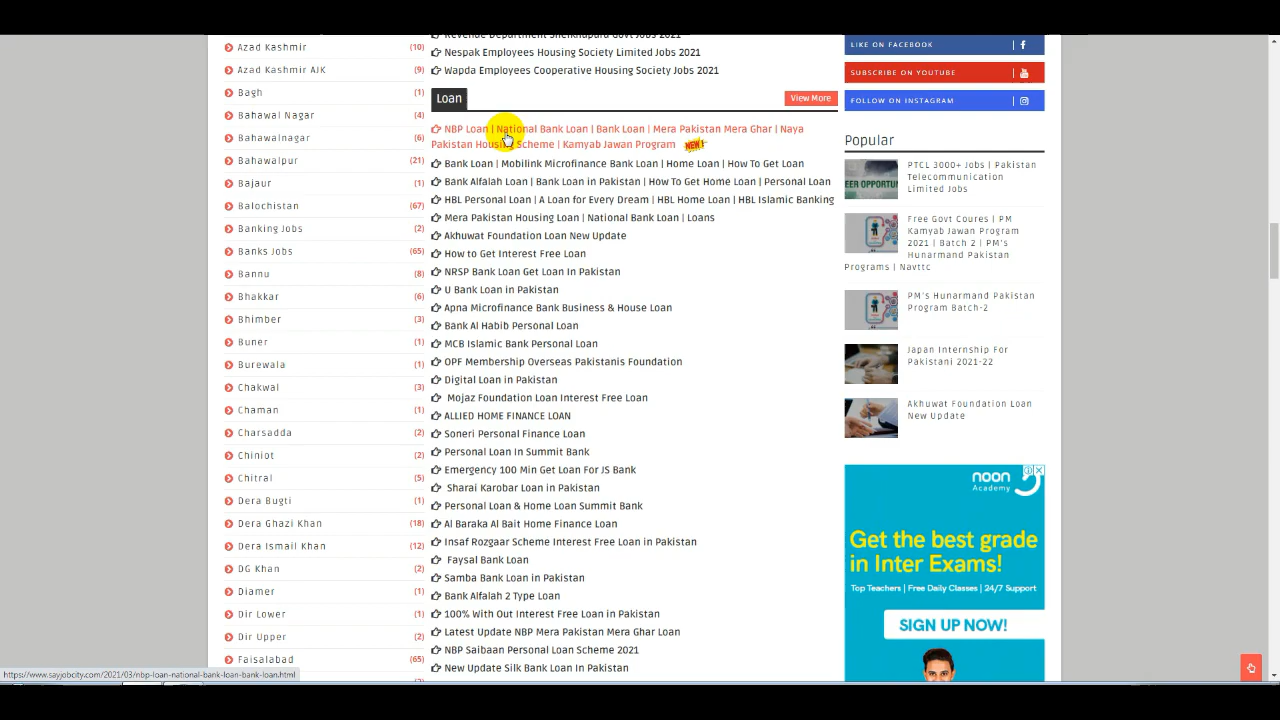 Azad Kashmir (10)
Azad Kashmir AJK (9)
Bagh (1)
Bahawal Nagar (4)
Bahawalnagar (6)
Bahawalpur (21)
Bajaur (1)
Balochistan (67)
Banking Jobs (2)
Banks Jobs (65)
Bannu (8)
Bhakkar (6)
Bhimber (3)
Buner (1)
Burewala (1)
Chakwal (3)
Chaman (1)
Charsadda (2)
Chiniot (2)
Chitral (5)
Dera Bugti (1)
Dera Ghazi Khan (18)
Dera Ismail Khan (12)
DG Khan (2)
Diamer (1)
Dir Lower (1)
Dir Upper (2)
Faisalabad (65)
Revenue Department Sheikhupura Govt Jobs 2021
Nespak Employees Housing Society Limited Jobs 2021
Wapda Employees Cooperative Housing Society Jobs 2021
Loan
View More
NBP Loan | National Bank Loan | Bank Loan | Mera Pakistan Mera Ghar | Naya
Pakistan Housing Scheme | Kamyab Jawan Program NEW!
Bank Loan | Mobilink Microfinance Bank Loan | Home Loan | How To Get Loan
Bank Alfalah Loan | Bank Loan in Pakistan | How To Get Home Loan | Personal Loan
HBL Personal Loan | A Loan for Every Dream | HBL Home Loan | HBL Islamic Banking
Mera Pakistan Housing Loan | National Bank Loan | Loans
Akhuwat Foundation Loan New Update
How to Get Interest Free Loan
NRSP Bank Loan Get Loan In Pakistan
U Bank Loan in Pakistan
Apna Microfinance Bank Business & House Loan
Bank Al Habib Personal Loan
MCB Islamic Bank Personal Loan
OPF Membership Overseas Pakistanis Foundation
Digital Loan in Pakistan
Mojaz Foundation Loan Interest Free Loan
ALLIED HOME FINANCE LOAN
Soneri Personal Finance Loan
Personal Loan In Summit Bank
Emergency 100 Min Get Loan For JS Bank
Sharai Karobar Loan in Pakistan
Personal Loan & Home Loan Summit Bank
Al Baraka Al Bait Home Finance Loan
Insaf Rozgaar Scheme Interest Free Loan in Pakistan
Faysal Bank Loan
Samba Bank Loan in Pakistan
Bank Alfalah 2 Type Loan
100% With Out Interest Free Loan in Pakistan
Latest Update NBP Mera Pakistan Mera Ghar Loan
NBP Saibaan Personal Loan Scheme 2021
New Update Silk Bank Loan In Pakistan
LIKE ON FACEBOOK
SUBSCRIBE ON YOUTUBE
FOLLOW ON INSTAGRAM
Popular
PTCL 3000+ Jobs | Pakistan
Telecommunication
Limited Jobs
Free Govt Coures | PM
Kamyab Jawan Program
2021 | Batch 2 | PM's
Hunarmand Pakistan
Programs | Navttc
PM's Hunarmand Pakistan
Program Batch-2
Japan Internship For
Pakistani 2021-22
Akhuwat Foundation Loan
New Update
noon
Academy
Get the best grade
in Inter Exams!
Top Teachers | Free Daily Classes | 24/7 Support
SIGN UP NOW!
https://www.sayjobcity.com/2021/03/nbp-loan-national-bank-loan-bank-loan.html